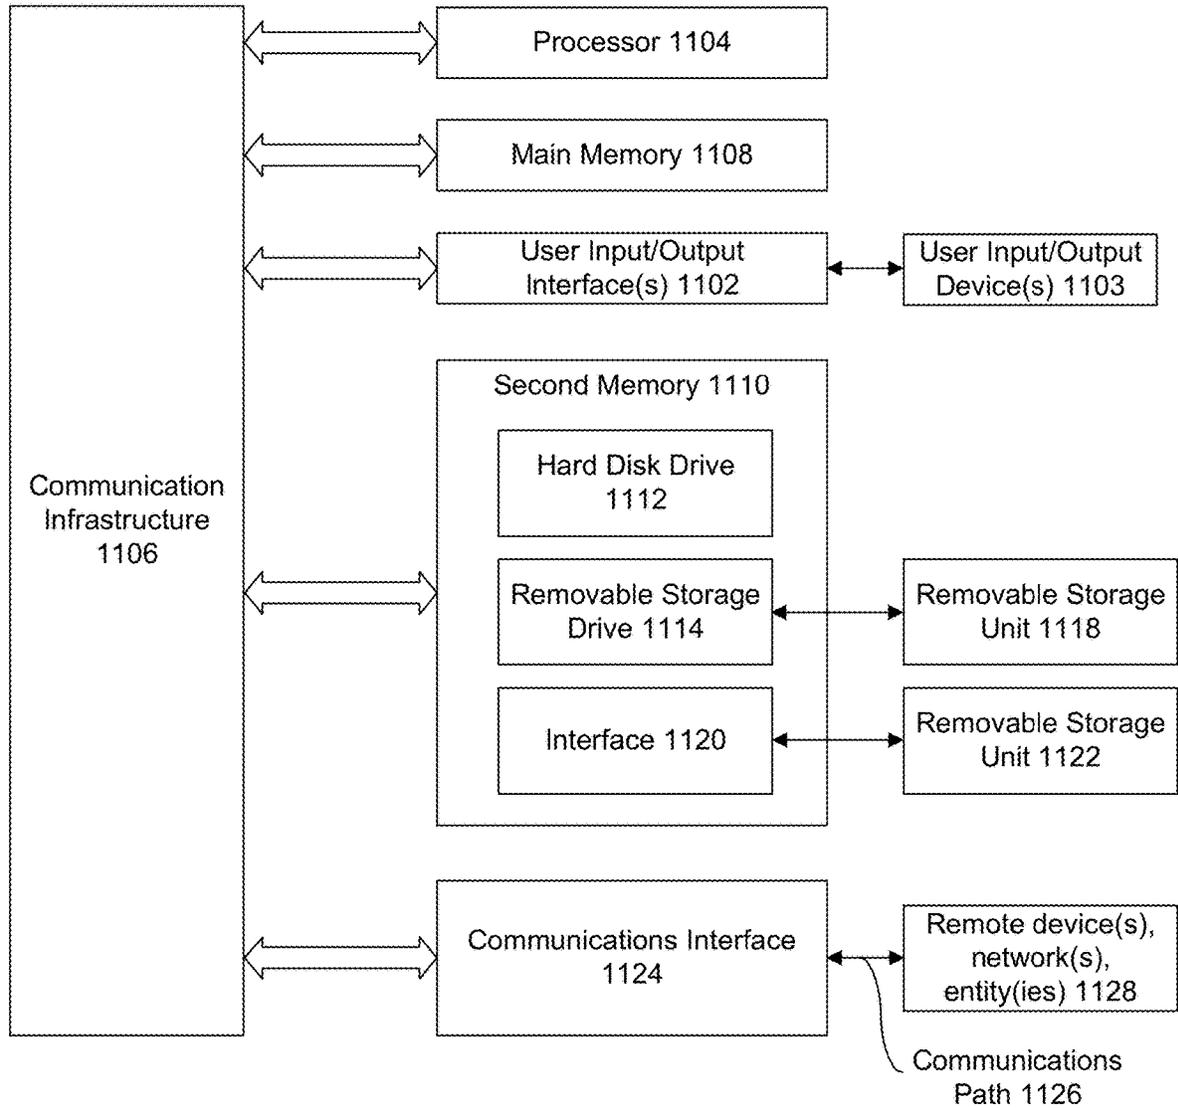 Processor 1104
Main Memory 1108
User Input/Output
Interface(s) 1102
User Input/Output
Device(s) 1103
Second Memory 1110
Hard Disk Drive
1112
Communication
Infrastructure
1106
Removable Storage
Drive 1114
Removable Storage
Unit 1118
Interface 1120
Removable Storage
Unit 1122
Communications Interface
1124
Remote device(s),
network(s),
entity(ies) 1128
Communications
Path 1126